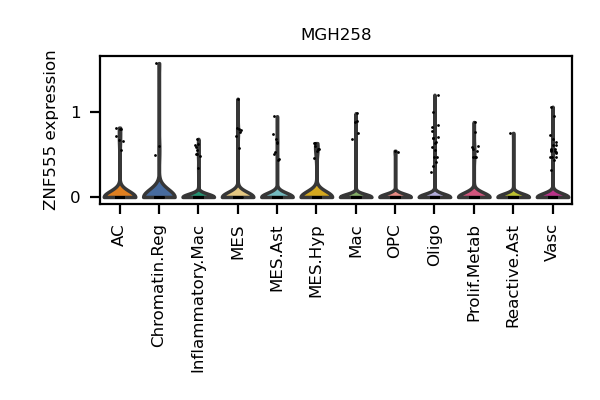 MGH258
ZNF555 expression
1
0
AC
Chromatin.Reg
Inflammatory.Mac
MES
MES.Ast
MES.Hyp
Mac
OPC
Oligo
Prolif.Metab
Reactive.Ast
Vasc